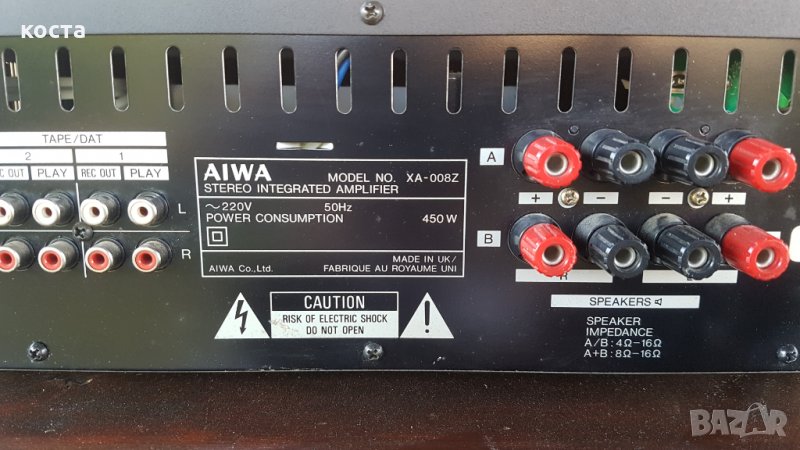 коста
TAPE/DAT
2 1
C OUT PLAY REC OUT PLAY
L
R
AIWA MODEL NO. XA-008Z
STEREO INTEGRATED AMPLIFIER
~220V 50Hz
POWER CONSUMPTION 450 W
MADE IN UK/
AIWA Co., Ltd. FABRIQUE AU ROYAUME UNI
CAUTION
RISK OF ELECTRIC SHOCK
DO NOT OPEN
A
+ − − +
B
R
SPEAKERS
SPEAKER
IMPEDANCE
A/B: 4Ω-16Ω
A+B: 8Ω-16Ω
BAZAR